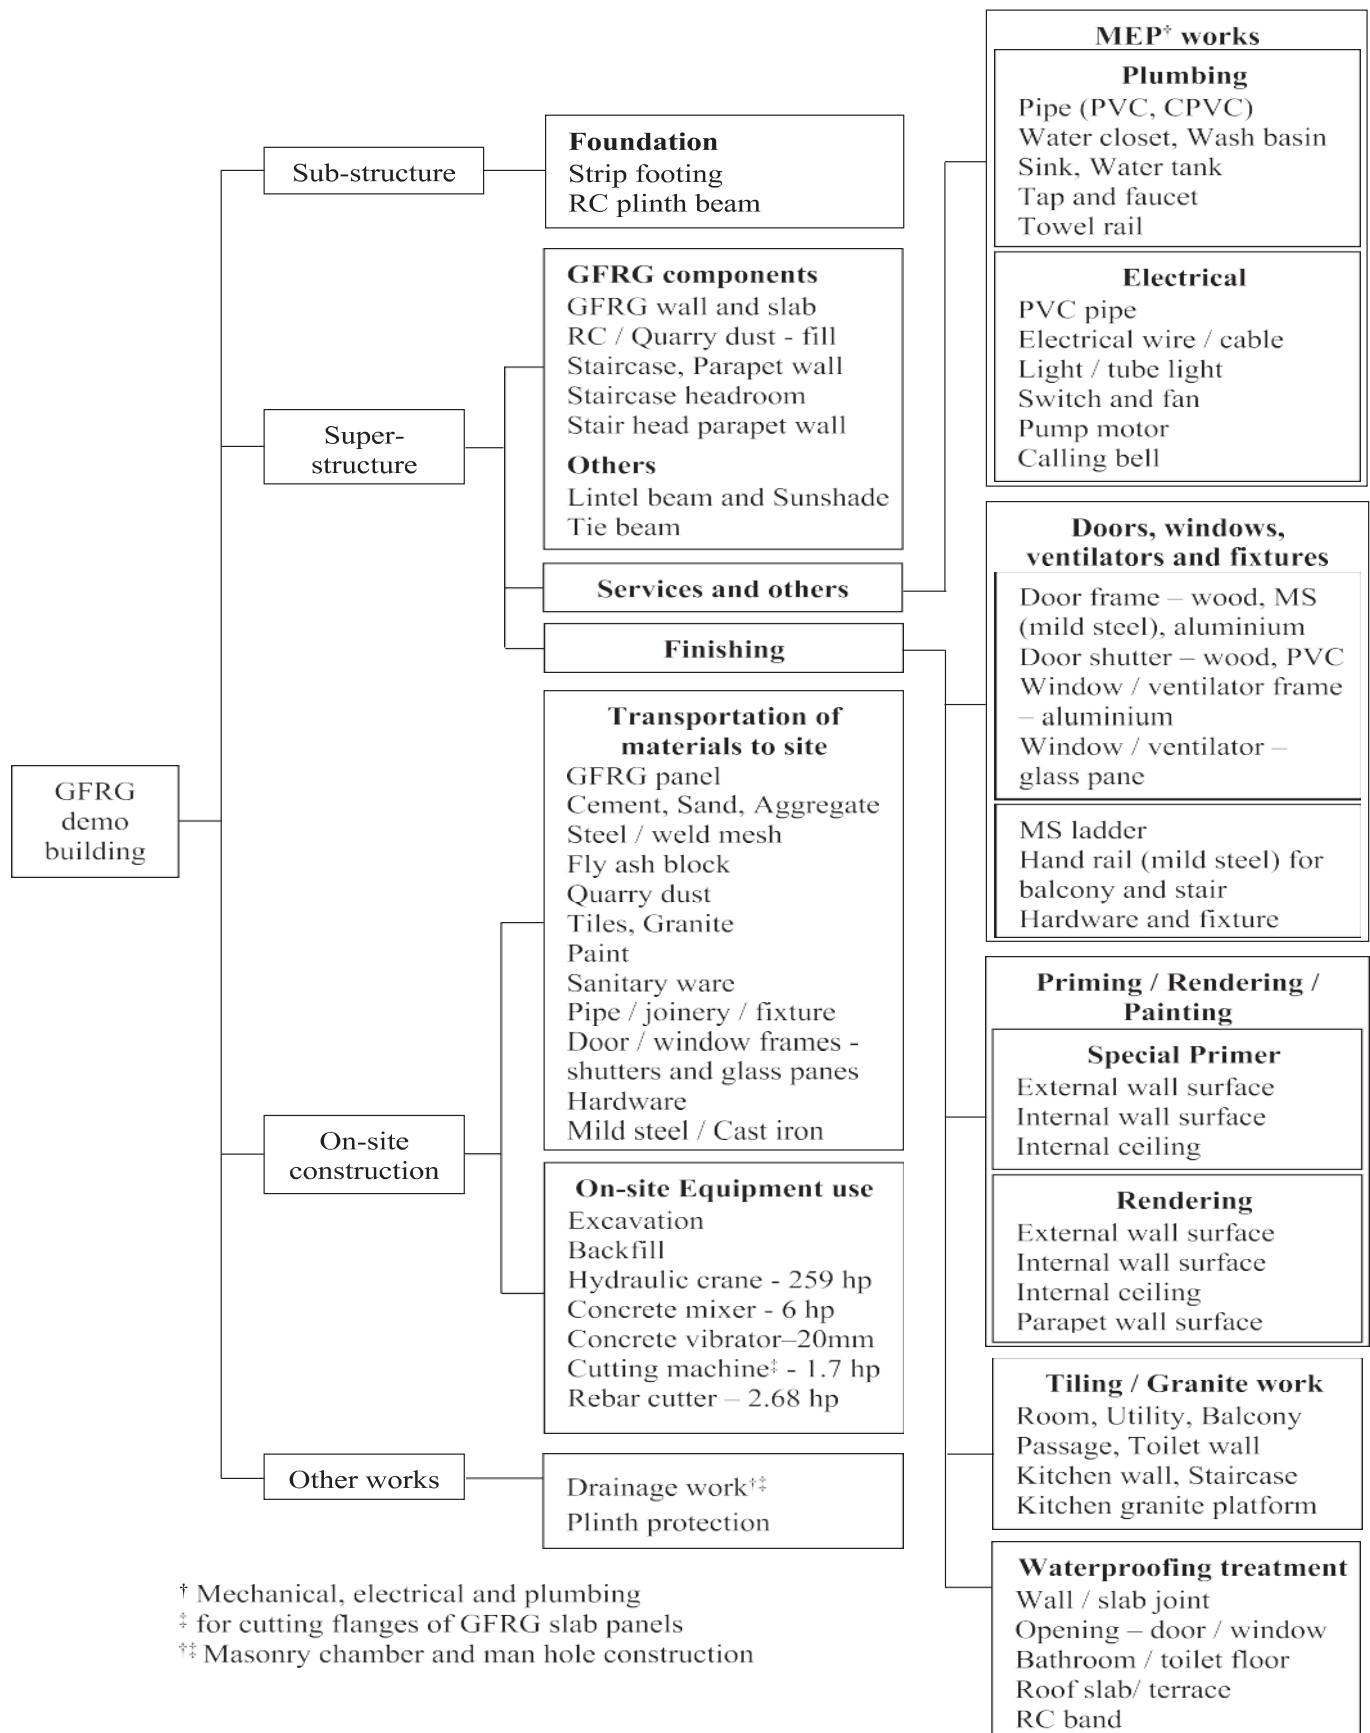 GFRG
demo
building
Sub-structure
Foundation
Strip footing
RC plinth beam
Super-
structure
GFRG components
GFRG wall and slab
RC / Quarry dust - fill
Staircase, Parapet wall
Staircase headroom
Stair head parapet wall
Others
Lintel beam and Sunshade
Tie beam
Services and others
Finishing
On-site
construction
Transportation of
materials to site
GFRG panel
Cement, Sand, Aggregate
Steel / weld mesh
Fly ash block
Quarry dust
Tiles, Granite
Paint
Sanitary ware
Pipe / joinery / fixture
Door / window frames -
shutters and glass panes
Hardware
Mild steel / Cast iron
On-site Equipment use
Excavation
Backfill
Hydraulic crane - 259 hp
Concrete mixer - 6 hp
Concrete vibrator–20mm
Cutting machine‡ - 1.7 hp
Rebar cutter – 2.68 hp
Other works
Drainage work†‡
Plinth protection
MEP† works
Plumbing
Pipe (PVC, CPVC)
Water closet, Wash basin
Sink, Water tank
Tap and faucet
Towel rail
Electrical
PVC pipe
Electrical wire / cable
Light / tube light
Switch and fan
Pump motor
Calling bell
Doors, windows,
ventilators and fixtures
Door frame – wood, MS
(mild steel), aluminium
Door shutter – wood, PVC
Window / ventilator frame
– aluminium
Window / ventilator –
glass pane
MS ladder
Hand rail (mild steel) for
balcony and stair
Hardware and fixture
Priming / Rendering /
Painting
Special Primer
External wall surface
Internal wall surface
Internal ceiling
Rendering
External wall surface
Internal wall surface
Internal ceiling
Parapet wall surface
Tiling / Granite work
Room, Utility, Balcony
Passage, Toilet wall
Kitchen wall, Staircase
Kitchen granite platform
Waterproofing treatment
Wall / slab joint
Opening – door / window
Bathroom / toilet floor
Roof slab/ terrace
RC band
† Mechanical, electrical and plumbing
‡ for cutting flanges of GFRG slab panels
†‡ Masonry chamber and man hole construction